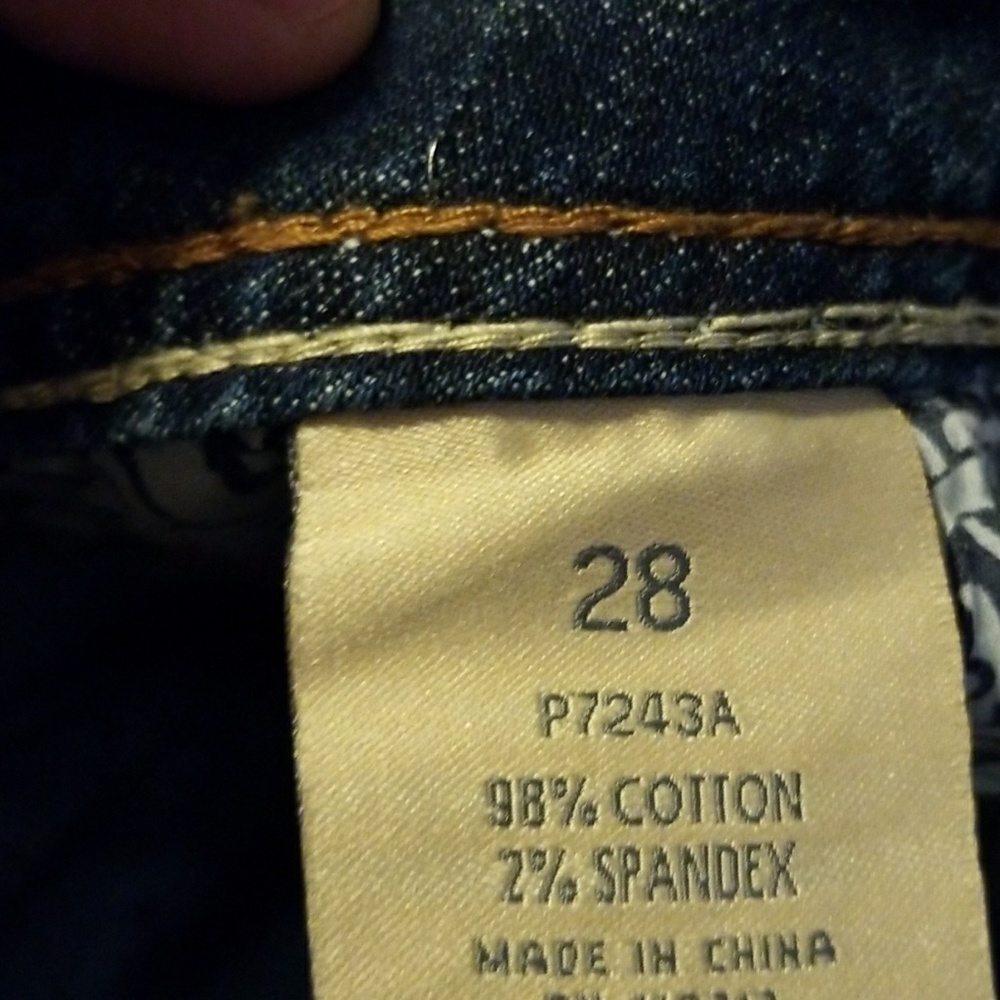 28
P7243A
98% COTTON
2% SPANDEX
MADE IN CHINA